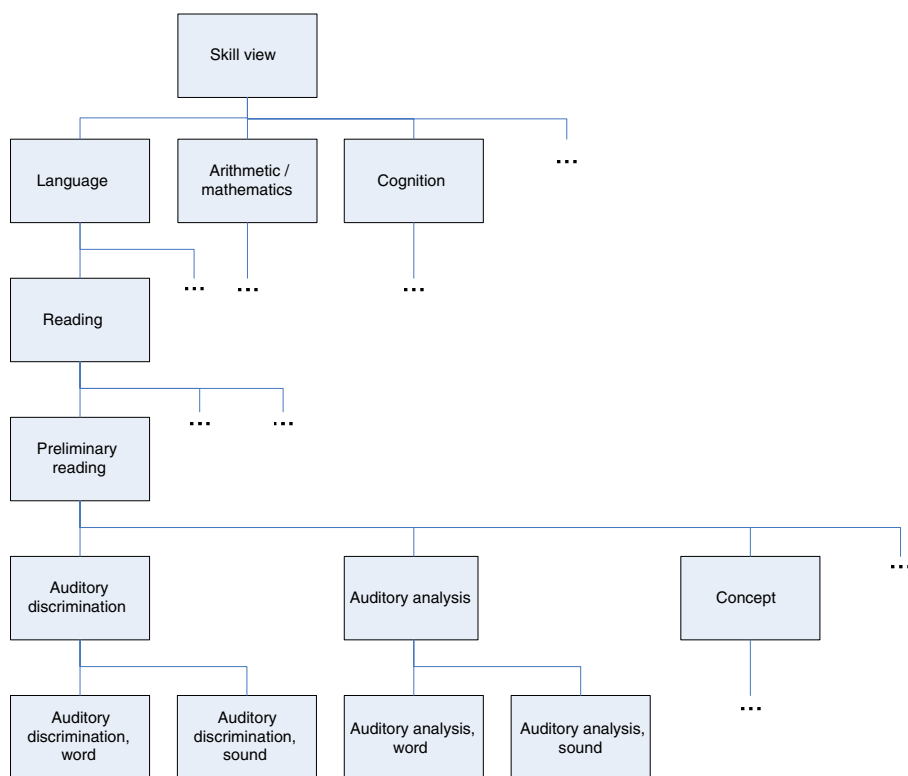 Skill view
Language
Arithmetic /
mathematics
Cognition
...
Reading
...
...
...
Preliminary
reading
...
...
Auditory
discrimination
Auditory analysis
Concept
...
Auditory
discrimination,
word
Auditory
discrimination,
sound
Auditory analysis,
word
Auditory analysis,
sound
...